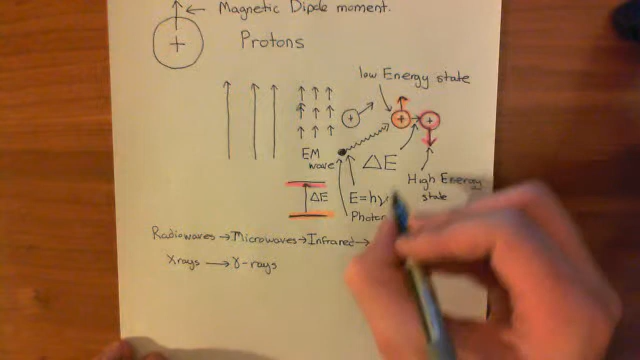 Magnetic Dipole moment.
+ Protons
low Energy state
+ + +
EM wave
ΔE
High Energy state
ΔE
E=hν
Photon
Radiowaves → Microwaves → Infrared →
Xrays → γ-rays